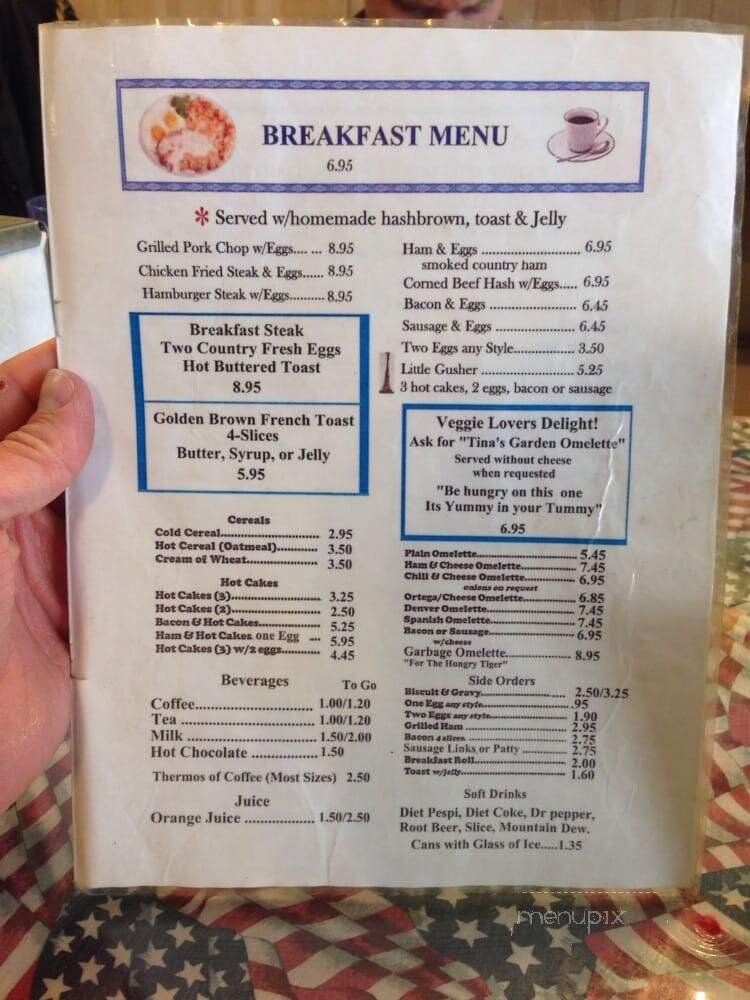 BREAKFAST MENU
6.95
* Served w/homemade hashbrown, toast & Jelly
Grilled Pork Chop w/Eggs.... ... 8.95
Chicken Fried Steak & Eggs...... 8.95
Hamburger Steak w/Eggs.......... 8.95
Breakfast Steak
Two Country Fresh Eggs
Hot Buttered Toast
8.95
Golden Brown French Toast
4-Slices
Butter, Syrup, or Jelly
5.95
Cereals
Cold Cereal.............................. 2.95
Hot Cereal (Oatmeal)............ 3.50
Cream of Wheat..................... 3.50
Hot Cakes
Hot Cakes (3)........................... 3.25
Hot Cakes (2)........................... 2.50
Bacon & Hot Cakes................... 5.25
Ham & Hot Cakes one Egg ... 5.95
Hot Cakes (3) w/2 eggs............ 4.45
Beverages
To Go
Coffee.......................... 1.00/1.20
Tea .............................. 1.00/1.20
Milk ............................. 1.50/2.00
Hot Chocolate ............... 1.50
Thermos of Coffee (Most Sizes) 2.50
Juice
Orange Juice ................ 1.50/2.50
Ham & Eggs ......................... 6.95
smoked country ham
Corned Beef Hash w/Eggs..... 6.95
Bacon & Eggs ..................... 6.45
Sausage & Eggs .................... 6.45
Two Eggs any Style................ 3.50
Little Gusher ........................ 5.25
3 hot cakes, 2 eggs, bacon or sausage
Veggie Lovers Delight!
Ask for "Tina's Garden Omelette"
Served without cheese
when requested
"Be hungry on this one
Its Yummy in your Tummy"
6.95
Plain Omelette............................ 5.45
Ham & Cheese Omelette................ 7.45
Chili & Cheese Omelette............... 6.95
onions on request
Ortega/Cheese Omelette............... 6.85
Denver Omelette.......................... 7.45
Spanish Omelette......................... 7.45
Bacon or Sausage......................... 6.95
w/cheese
Garbage Omelette.................... 8.95
"For The Hungry Tiger"
Side Orders
Biscuit & Gravy....................... ... 2.50/3.25
One Egg any style........................ .95
Two Eggs any style...................... 1.90
Grilled Ham ............................ 2.95
Bacon 4 slices............................. 2.75
Sausage Links or Patty ............. 2.75
Breakfast Roll............................. 2.00
Toast w/jelly.............................. 1.60
Soft Drinks
Diet Pespi, Diet Coke, Dr pepper,
Root Beer, Slice, Mountain Dew.
Cans with Glass of Ice.....1.35
menupix